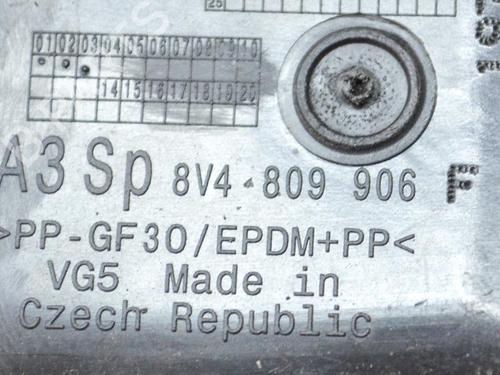 25
01 02 03 04 05 06 07 08 09 10
14 15 16 17 18 19 20
A3 Sp 8V4 809 906 F
>PP-GF30/EPDM+PP<
VG5 Made in
Czech Republic